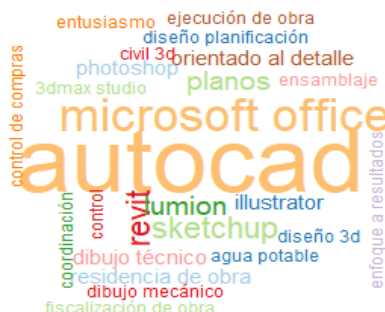 entusiasmo
ejecución de obra
diseño planificación
civil 3d
orientado al detalle
photoshop
planos
ensamblaje
3dmax studio
control de compras
microsoft office
autocad
enfoque a resultados
coordinación
control
revit
lumion
illustrator
sketchup
diseño 3d
dibujo técnico
agua potable
residencia de obra
dibujo mecánico
fiscalización de obra